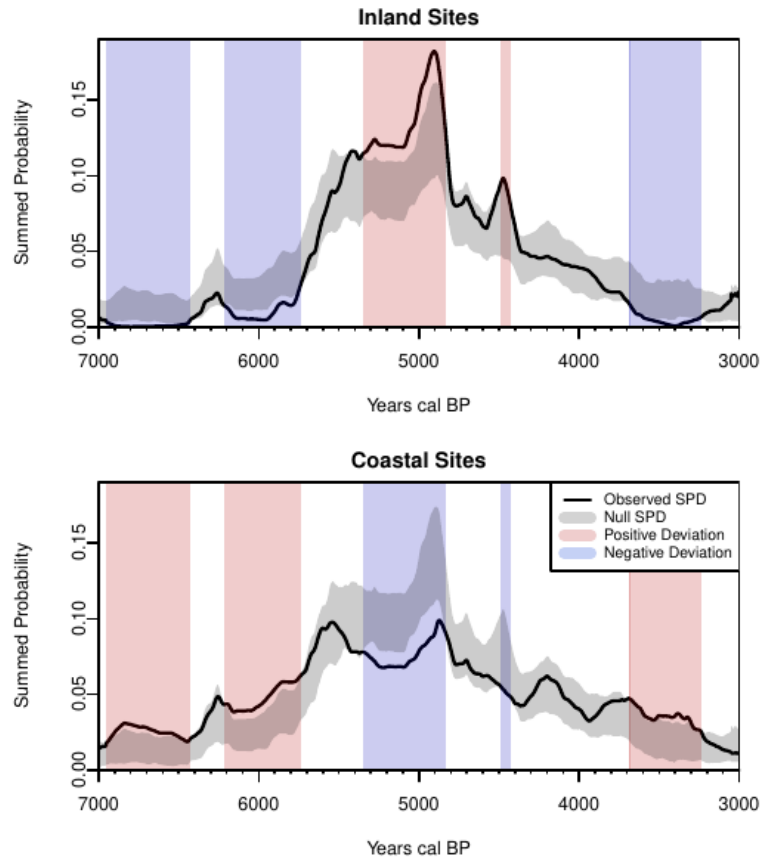 Inland Sites
Summed Probability
0.00 0.05 0.10 0.15
7000 6000 5000 4000 3000
Years cal BP
Coastal Sites
Summed Probability
0.00 0.05 0.10 0.15
Observed SPD
Null SPD
Positive Deviation
Negative Deviation
7000 6000 5000 4000 3000
Years cal BP